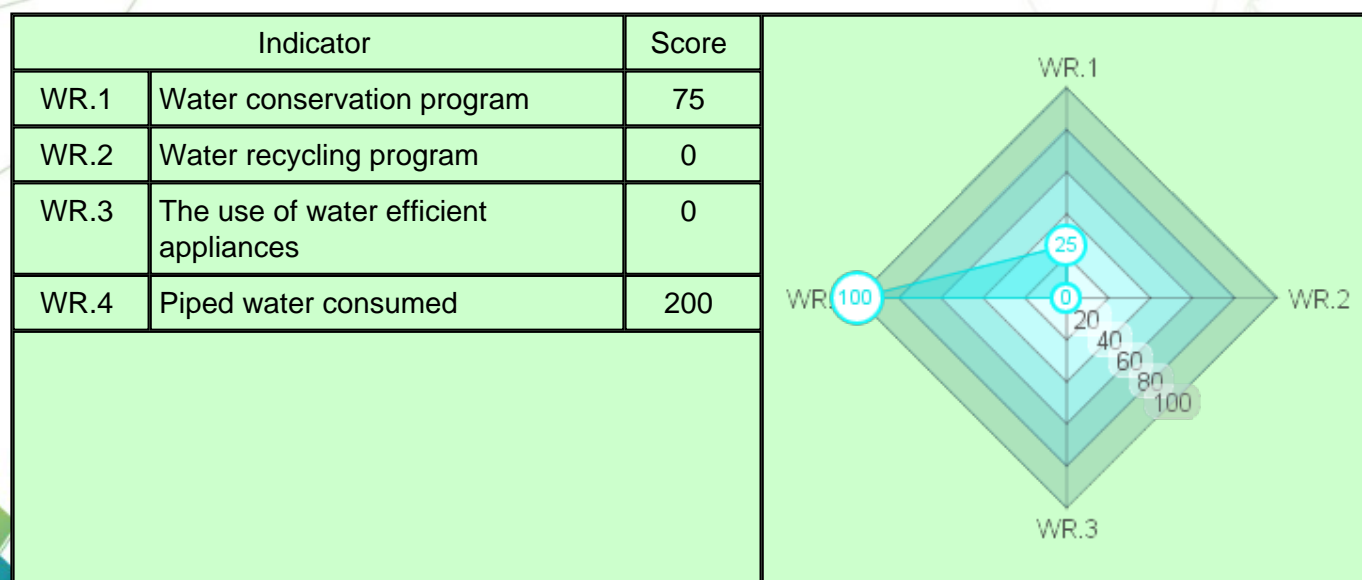 Indicator Score
WR.1 Water conservation program 75
WR.2 Water recycling program 0
WR.3 The use of water efficient 0
appliances
WR.4 Piped water consumed 200
WR.1
25
WR. 100 0 WR.2
20
40
60
80
100
WR.3